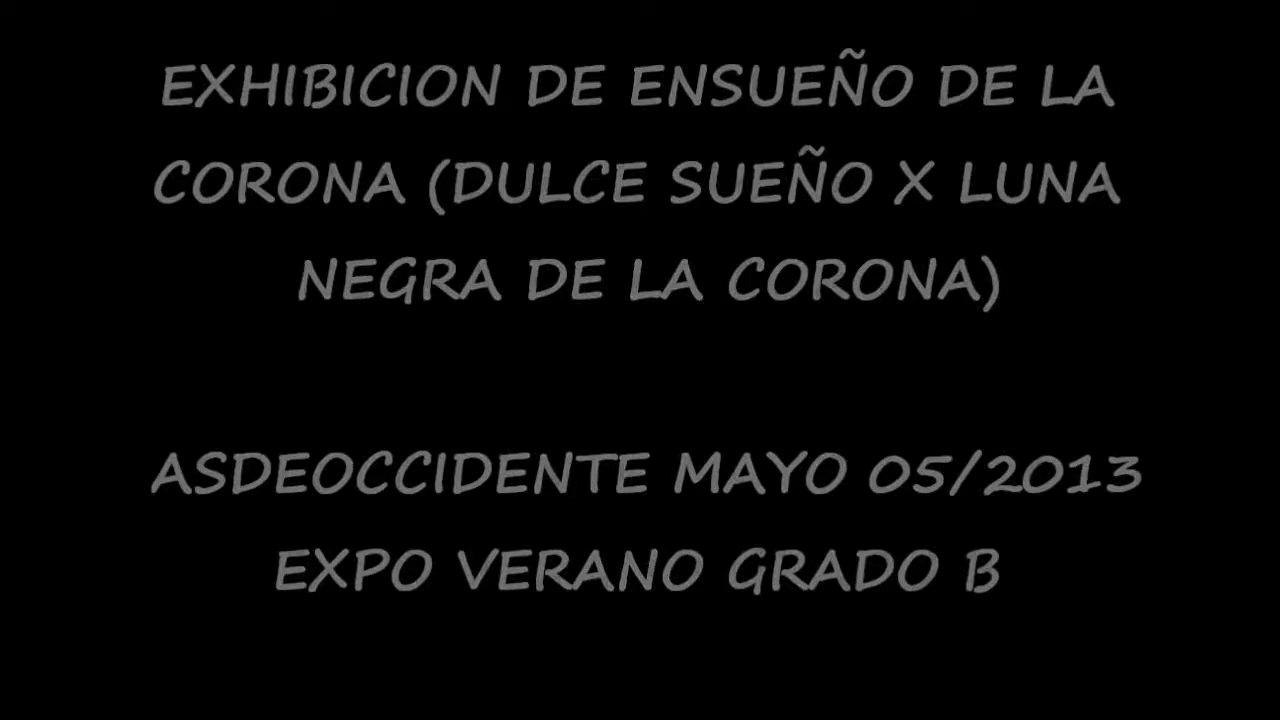 EXHIBICION DE ENSUEÑO DE LA
CORONA (DULCE SUEÑO X LUNA
NEGRA DE LA CORONA)
ASDEOCCIDENTE MAYO 05/2013
EXPO VERANO GRADO B